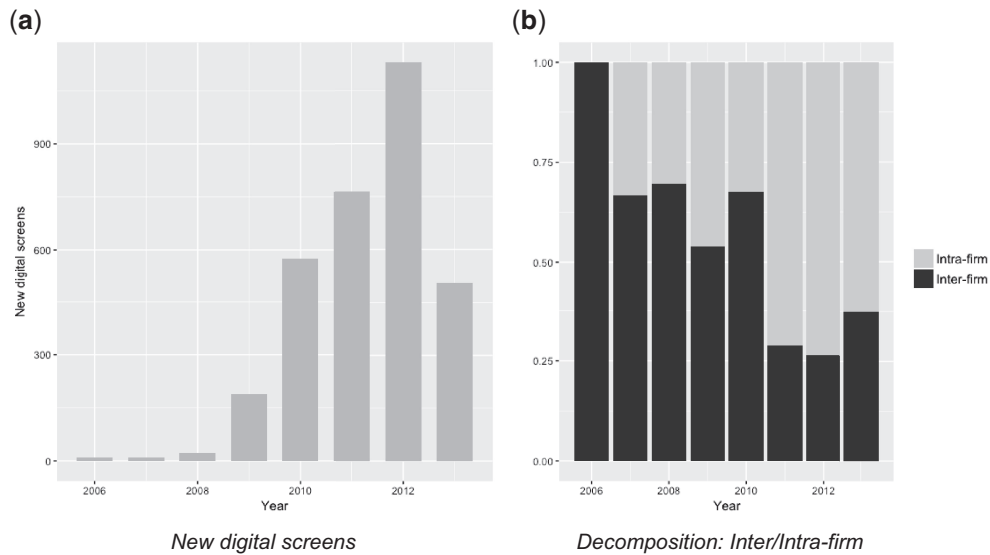 (a)
New digital screens
900
600
300
0
2006
2008
2010
2012
Year
New digital screens
(b)
1.00
0.75
0.50
0.25
0.00
2006
2008
2010
2012
Year
Intra-firm
Inter-firm
Decomposition: Inter/Intra-firm